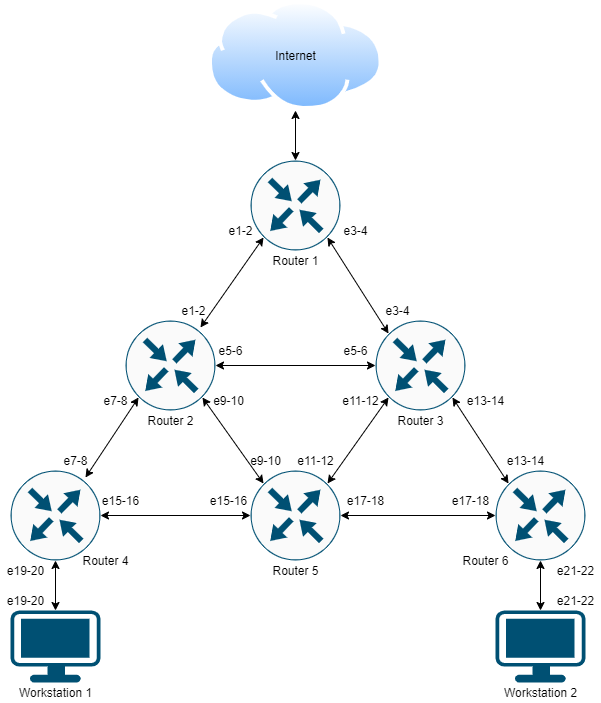 Internet
e1-2
e3-4
Router 1
e1-2
e3-4
e5-6
e5-6
e7-8
e9-10
e11-12
e13-14
Router 2
Router 3
e7-8
e9-10
e11-12
e13-14
e15-16
e15-16
e17-18
e17-18
Router 4
Router 5
Router 6
e19-20
e21-22
e19-20
e21-22
Workstation 1
Workstation 2